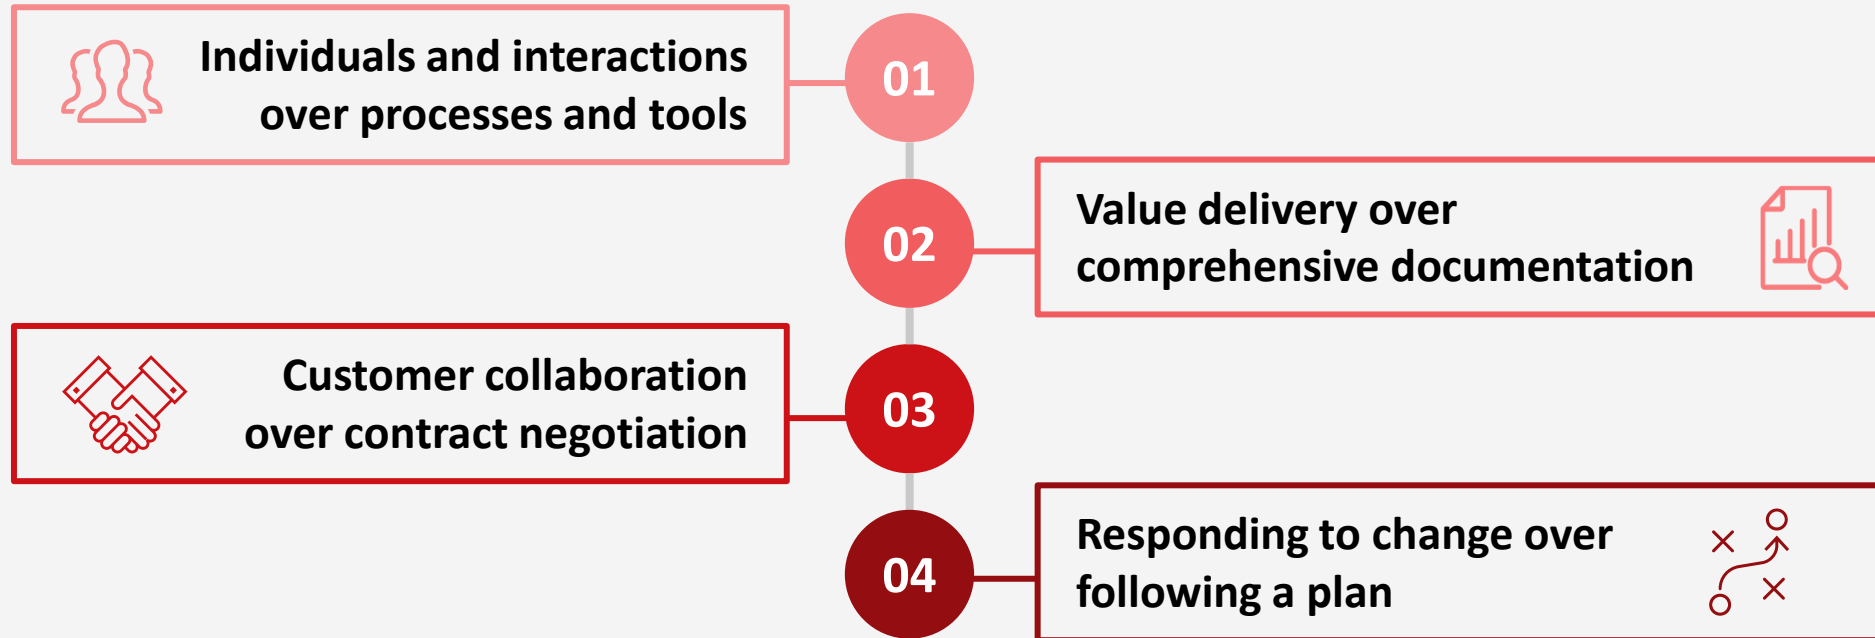 Individuals and interactions
over processes and tools
01
02
Value delivery over
comprehensive documentation
Customer collaboration
over contract negotiation
03
04
Responding to change over
following a plan